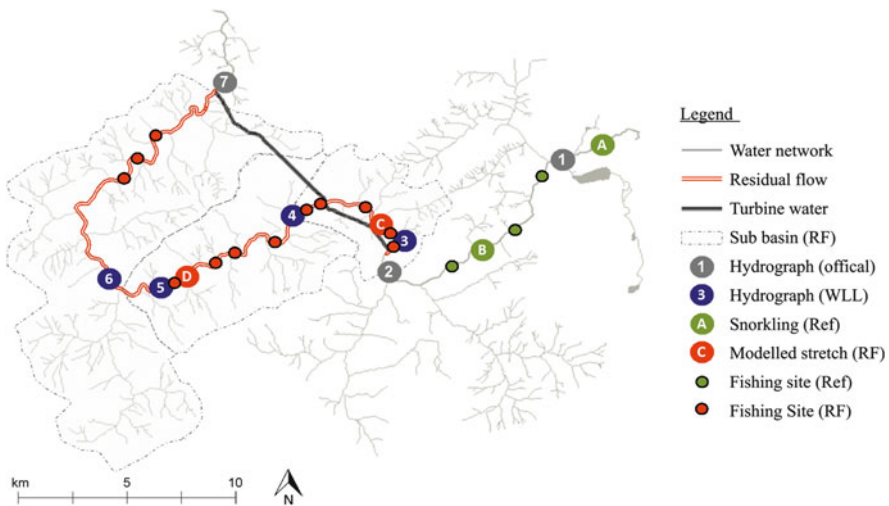 7
A
1
4
C
3
B
2
6
5
D
km 5 10
N
Legend
Water network
Residual flow
Turbine water
Sub basin (RF)
1 Hydrograph (offical)
3 Hydrograph (WLL)
A Snorkling (Ref)
C Modelled stretch (RF)
Fishing site (Ref)
Fishing Site (RF)